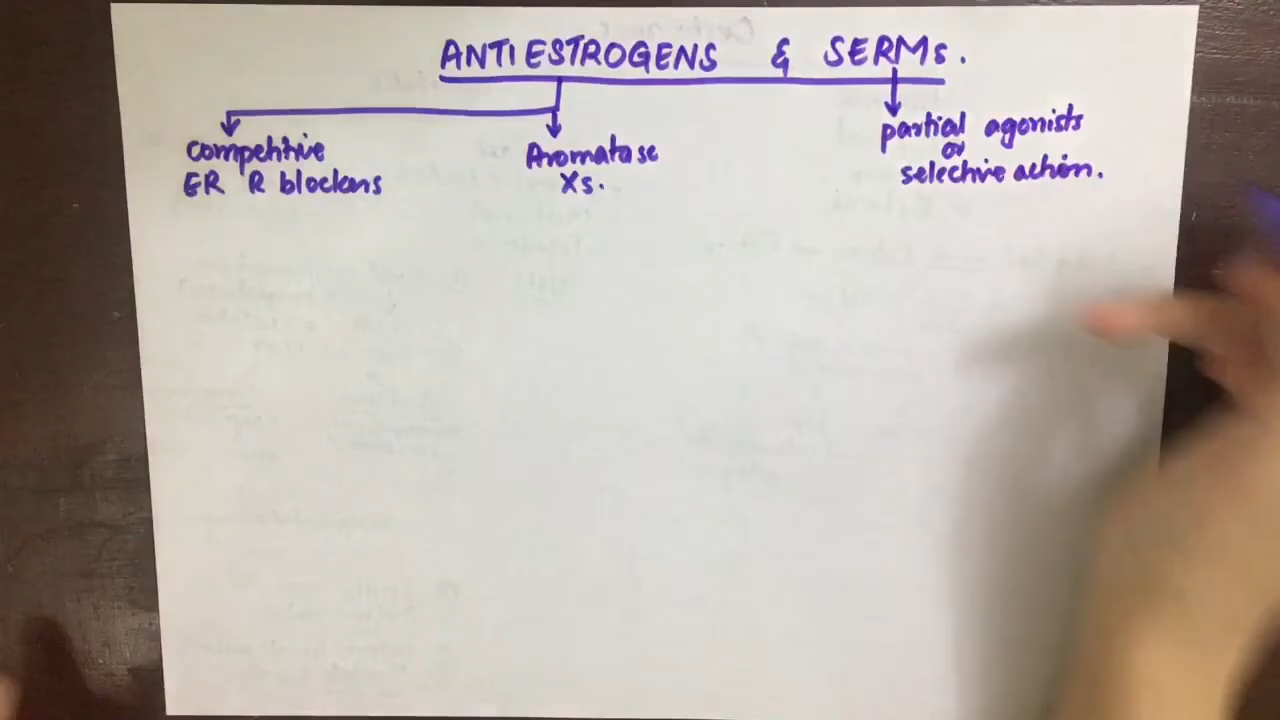 ANTIESTROGENS & SERMs.
competitive
ER R blockers
Aromatase
Xs.
partial agonists
or
selective action.